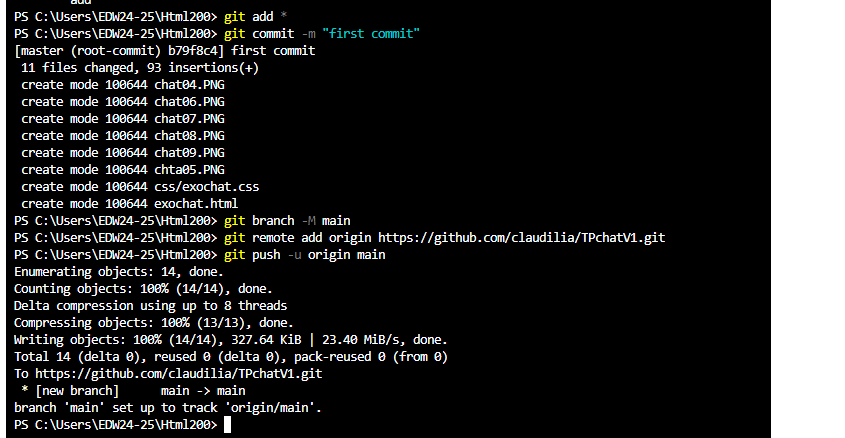 add
PS C:\Users\EDW24-25\Html200> git add *
PS C:\Users\EDW24-25\Html200> git commit -m "first commit"
[master (root-commit) b79f8c4] first commit
 11 files changed, 93 insertions(+)
 create mode 100644 chat04.PNG
 create mode 100644 chat06.PNG
 create mode 100644 chat07.PNG
 create mode 100644 chat08.PNG
 create mode 100644 chat09.PNG
 create mode 100644 chta05.PNG
 create mode 100644 css/exochat.css
 create mode 100644 exochat.html
PS C:\Users\EDW24-25\Html200> git branch -M main
PS C:\Users\EDW24-25\Html200> git remote add origin https://github.com/claudilia/TPchatV1.git
PS C:\Users\EDW24-25\Html200> git push -u origin main
Enumerating objects: 14, done.
Counting objects: 100% (14/14), done.
Delta compression using up to 8 threads
Compressing objects: 100% (13/13), done.
Writing objects: 100% (14/14), 327.64 KiB | 23.40 MiB/s, done.
Total 14 (delta 0), reused 0 (delta 0), pack-reused 0 (from 0)
To https://github.com/claudilia/TPchatV1.git
 * [new branch]      main -> main
branch 'main' set up to track 'origin/main'.
PS C:\Users\EDW24-25\Html200>